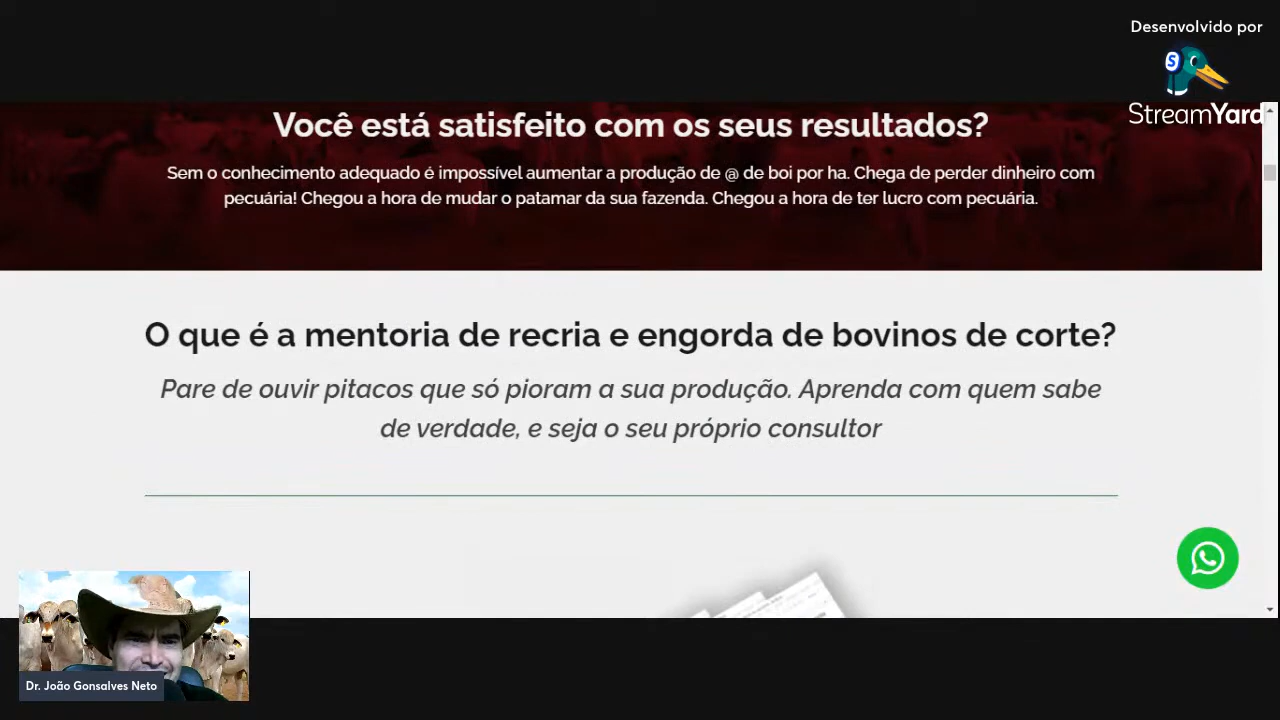 Desenvolvido por
StreamYard
Você está satisfeito com os seus resultados?
Sem o conhecimento adequado é impossível aumentar a produção de @ de boi por ha. Chega de perder dinheiro com
pecuária! Chegou a hora de mudar o patamar da sua fazenda. Chegou a hora de ter lucro com pecuária.
O que é a mentoria de recria e engorda de bovinos de corte?
Pare de ouvir pitacos que só pioram a sua produção. Aprenda com quem sabe
de verdade, e seja o seu próprio consultor
Dr. João Gonsalves Neto